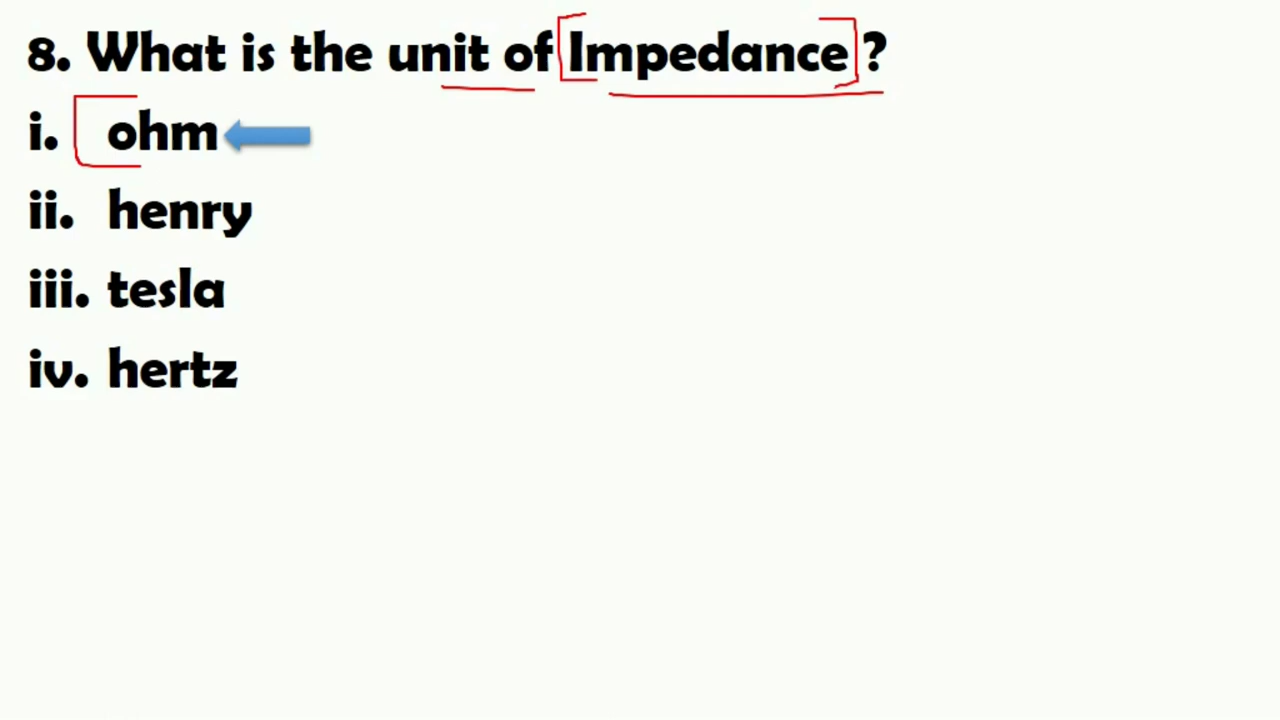 8. What is the unit of Impedance ?
i. ohm
ii. henry
iii. tesla
iv. hertz